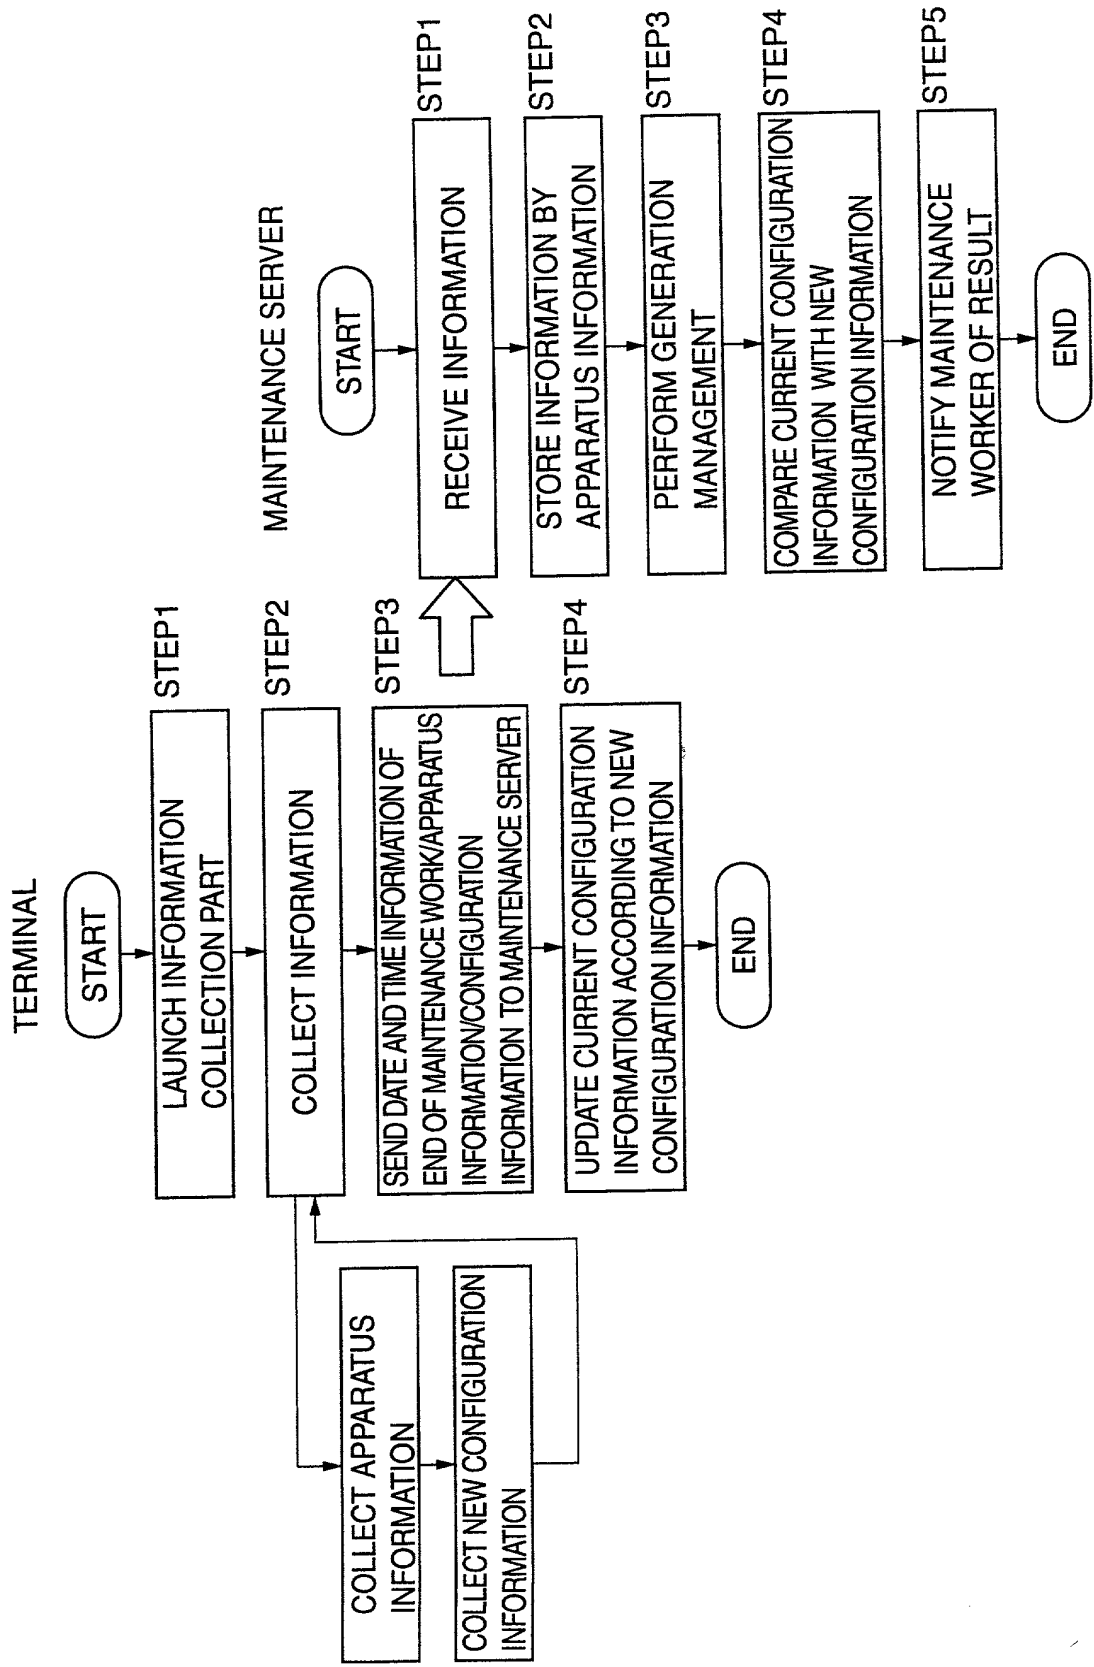 TERMINAL
START
LAUNCH INFORMATION
COLLECTION PART
STEP1
COLLECT INFORMATION
STEP2
COLLECT APPARATUS
INFORMATION
COLLECT NEW CONFIGURATION
INFORMATION
SEND DATE AND TIME INFORMATION OF
END OF MAINTENANCE WORK/APPARATUS
INFORMATION/CONFIGURATION
INFORMATION TO MAINTENANCE SERVER
STEP3
UPDATE CURRENT CONFIGURATION
INFORMATION ACCORDING TO NEW
CONFIGURATION INFORMATION
STEP4
END
MAINTENANCE SERVER
START
RECEIVE INFORMATION
STEP1
STORE INFORMATION BY
APPARATUS INFORMATION
STEP2
PERFORM GENERATION
MANAGEMENT
STEP3
COMPARE CURRENT CONFIGURATION
INFORMATION WITH NEW
CONFIGURATION INFORMATION
STEP4
NOTIFY MAINTENANCE
WORKER OF RESULT
STEP5
END